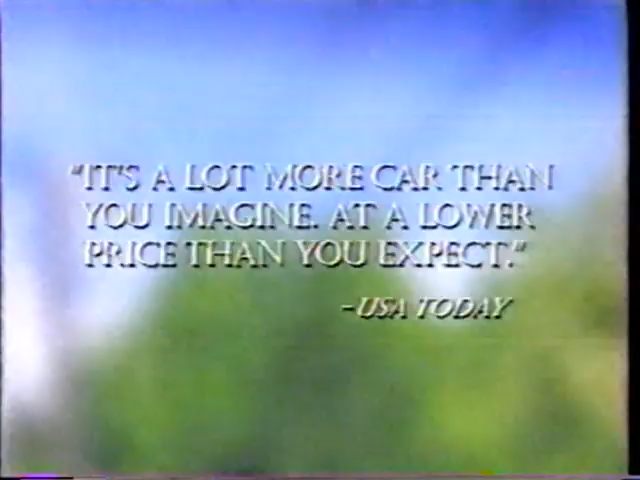 "IT'S A LOT MORE CAR THAN
YOU IMAGINE. AT A LOWER
PRICE THAN YOU EXPECT."
-USA TODAY